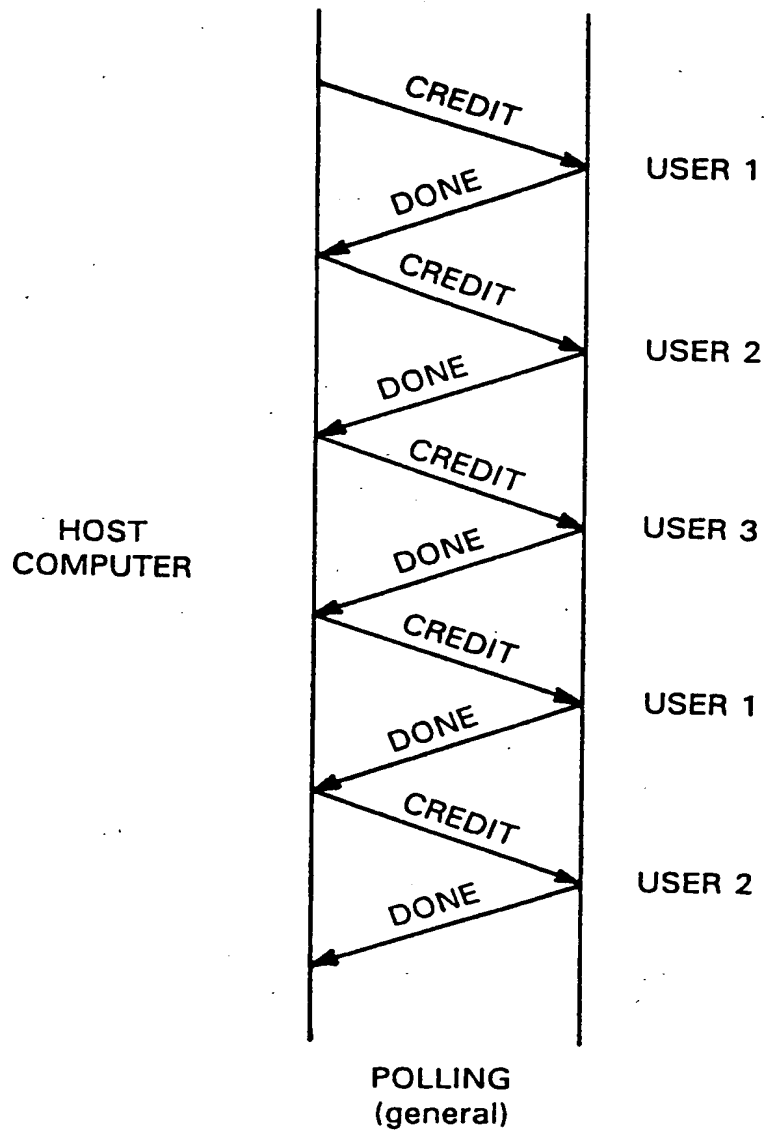 CREDIT
USER 1
DONE
CREDIT
USER 2
DONE
CREDIT
HOST
COMPUTER
USER 3
DONE
CREDIT
USER 1
DONE
CREDIT
USER 2
DONE
POLLING
(general)